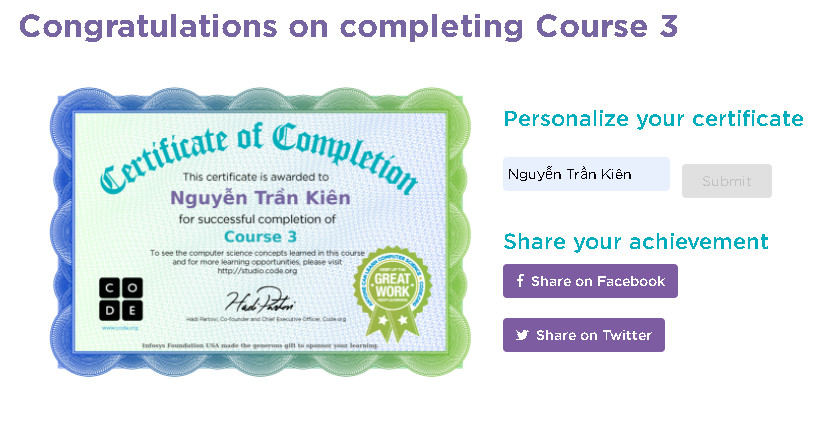 Congratulations on completing Course 3
Certificate of Completion
This certificate is awarded to
Nguyễn Trần Kiên
for successful completion of
Course 3
To see the computer science concepts learned in this course
and for more learning opportunities, please visit
http://studio.code.org
C O
D E
www.code.org
Hadi Partovi
Hadi Partovi, Co-founder and Chief Executive Officer, Code.org
GREAT
WORK
Infosys Foundation USA made the generous gift to sponsor your learning.
Personalize your certificate
Nguyễn Trần Kiên
Submit
Share your achievement
Share on Facebook
Share on Twitter